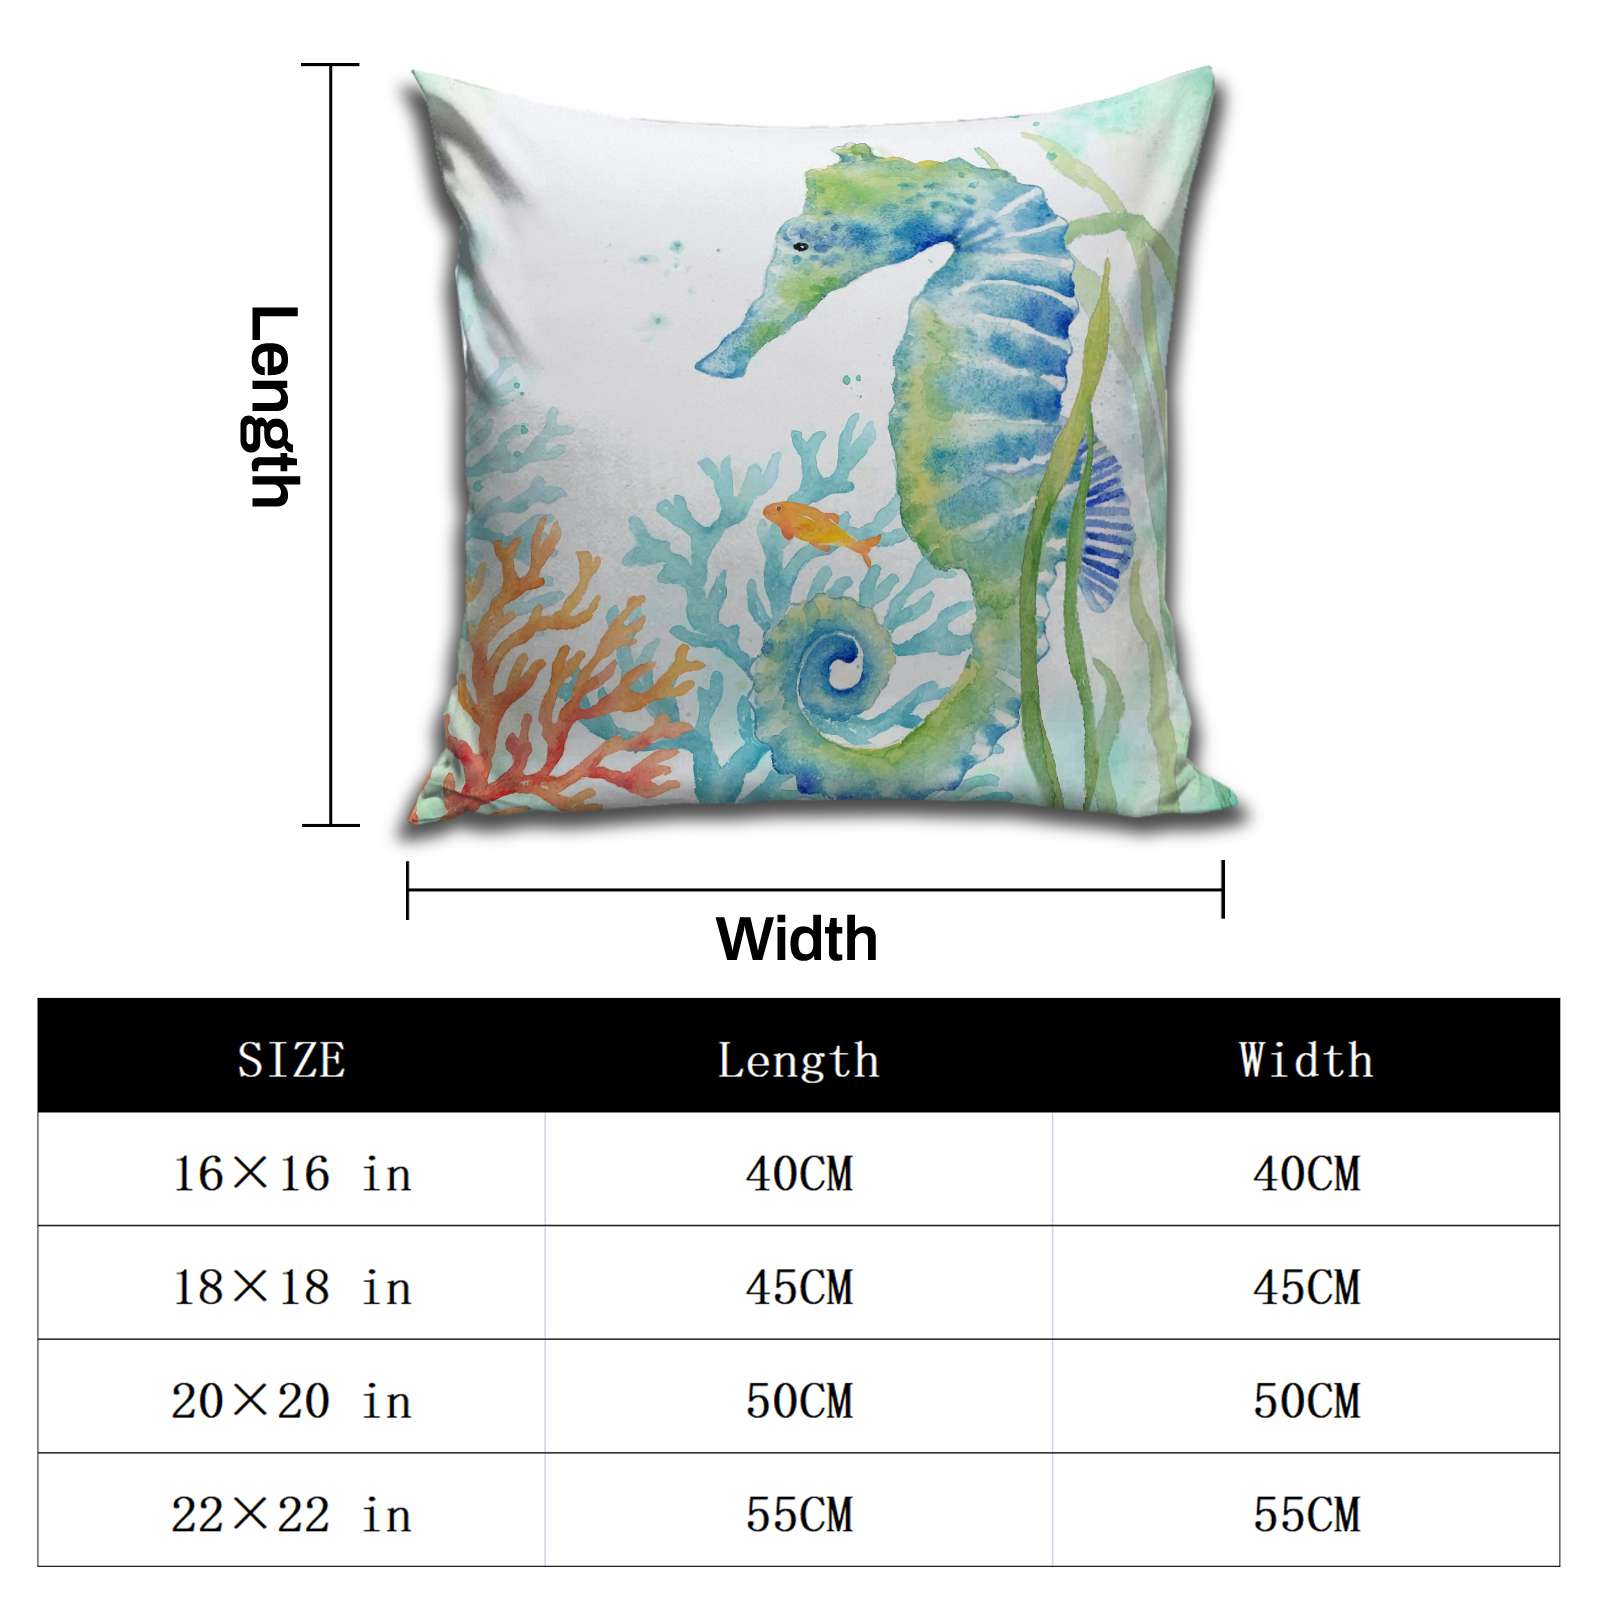 Length
Width
SIZE Length Width
16×16 in 40CM 40CM
18×18 in 45CM 45CM
20×20 in 50CM 50CM
22×22 in 55CM 55CM